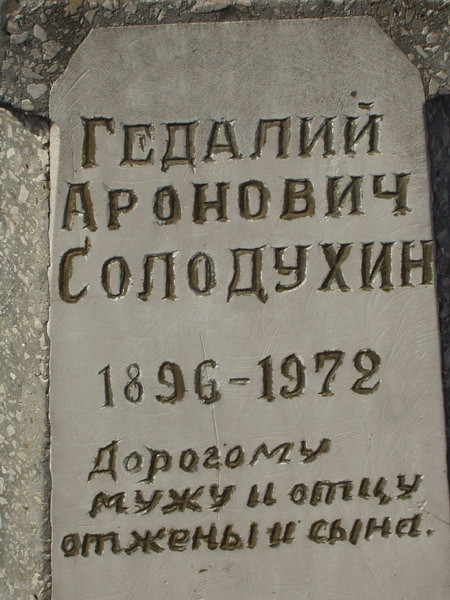 ГЕДАЛИЙ
АРОНОВИЧ
СОЛОДУХИН
1896-1972
Дорогому
мужу и отцу
от жены и сына.